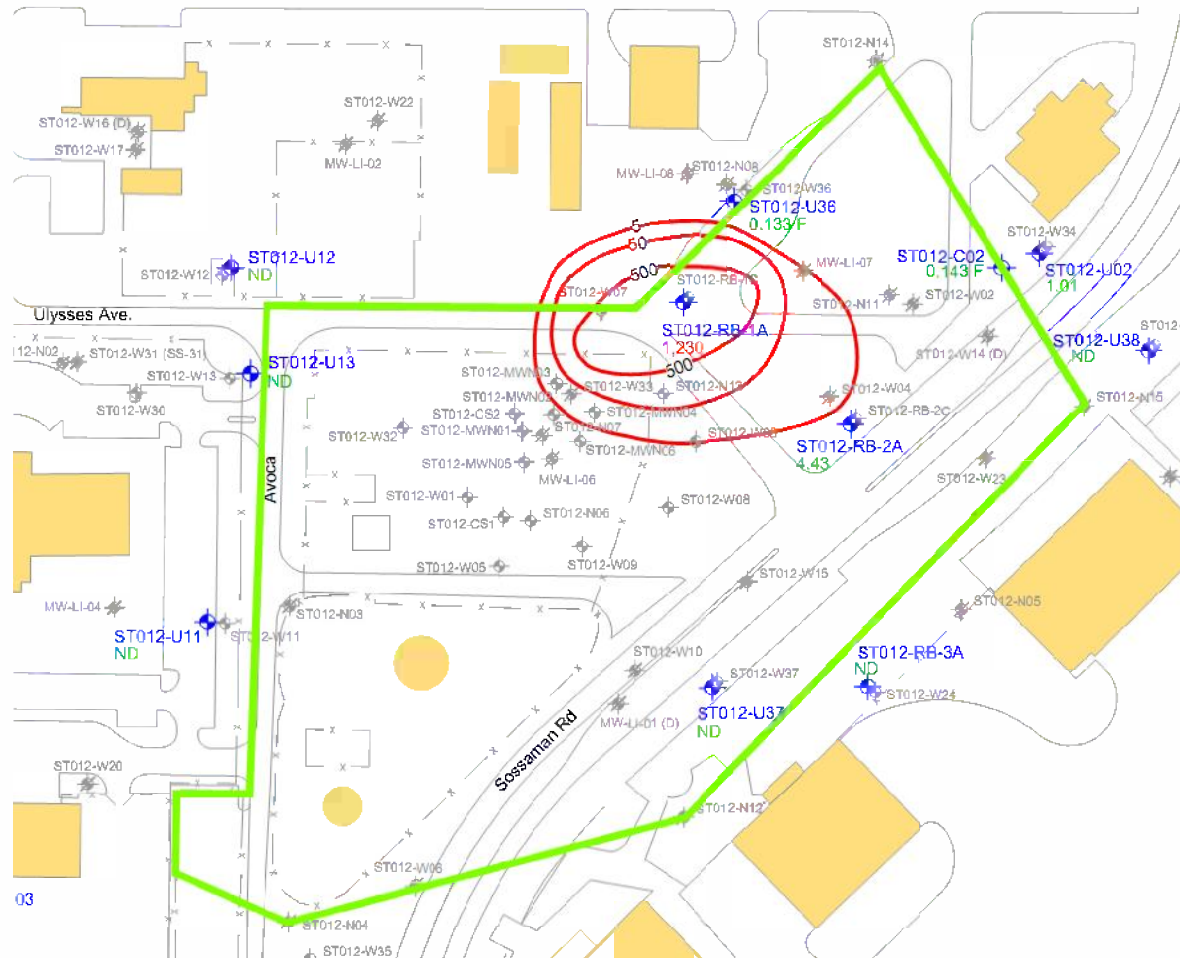 ST012-N14
ST012-W22
ST012-W16 (D)
ST012-W17
MW-LI-02
MW-LI-08
ST012-N08
ST012-W36
ST012-U36
0.133 F
5
50
500
ST012-W34
ST012-U12
ND
ST012-W12
ST012-C02
0.143 F
ST012-U02
1.01
MW-LI-07
ST012-RB-1C
ST012-W07
ST012-N11
ST012-W02
Ulysses Ave.
ST012-RB-1A
1,230
500
ST012-U38
ND
ST012-W14 (D)
12-N02
ST012-W31 (SS-31)
ST012-U13
ND
ST012-W13
ST012-W30
ST012-MWN03
ST012-W33
ST012-N13
ST012-W04
ST012-N15
ST012-CS2
ST012-MWN04
ST012-RB-2C
ST012-W32
ST012-MWN01
ST012-N07
ST012-RB-2A
4.43
ST012-MWN05
MW-LI-06
ST012-W23
Avoca
ST012-W01
ST012-W08
ST012-CS1
ST012-N06
ST012-W05
ST012-W09
ST012-W15
MW-LI-04
ST012-N03
ST012-N05
ST012-U11
ND
ST012-W11
ST012-W10
ST012-RB-3A
ND
ST012-W37
ST012-W24
ST012-U37
ND
MW-LI-01 (D)
Sossaman Rd
ST012-W20
ST012-N12
ST012-W06
03
ST012-N04
ST012-W35